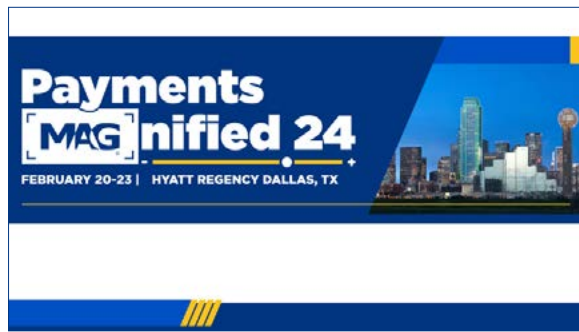 Payments
MAG nified 24
- +
FEBRUARY 20-23 | HYATT REGENCY DALLAS, TX